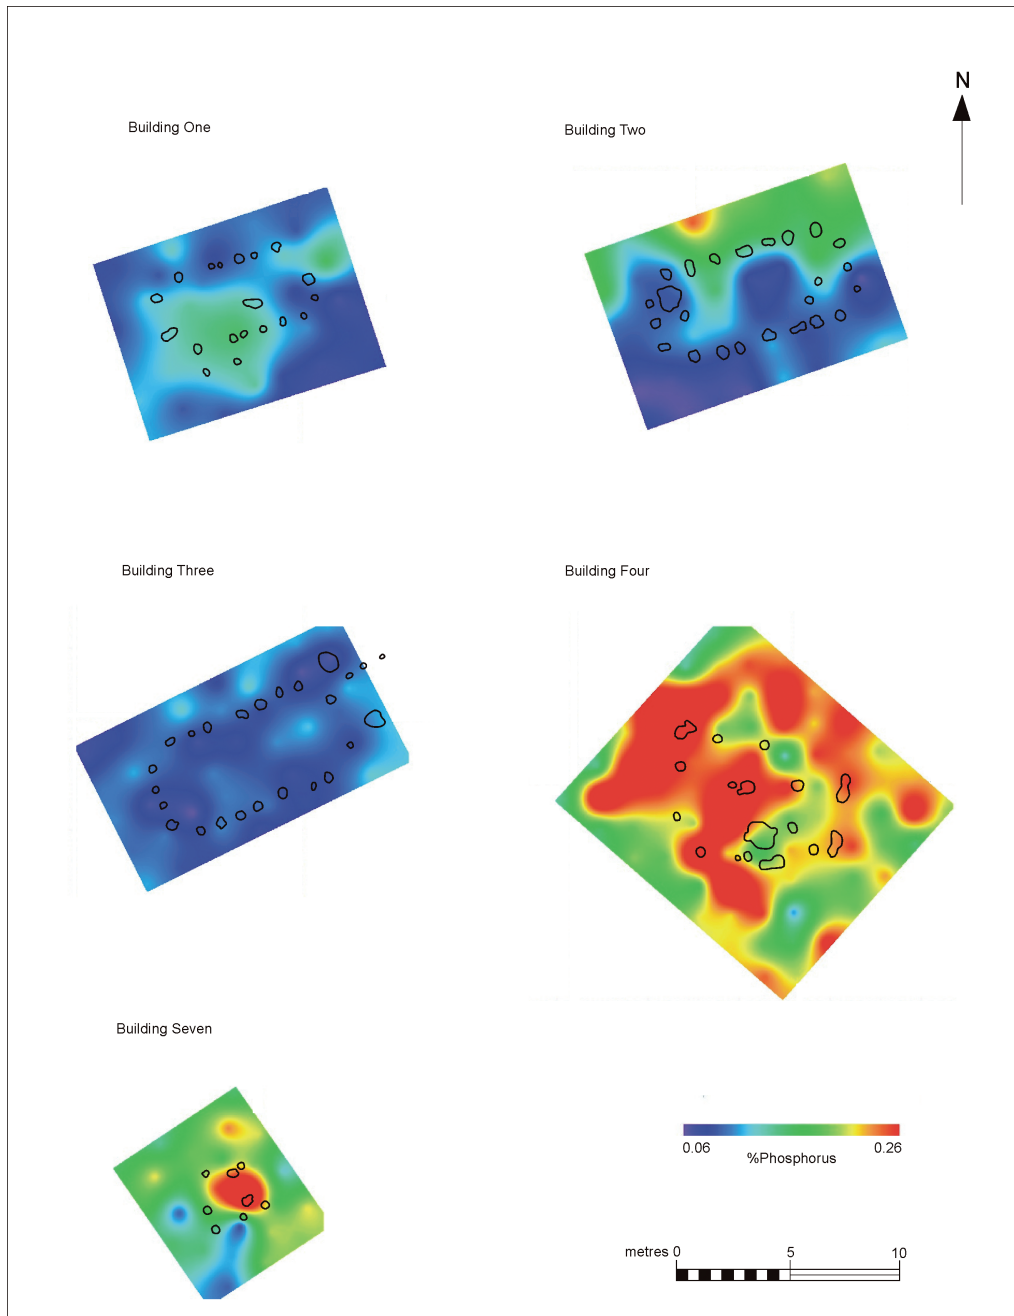 N
Building One
Building Two
Building Three
Building Four
Building Seven
0.06
0.26
%Phosphorus
metres 0 5 10